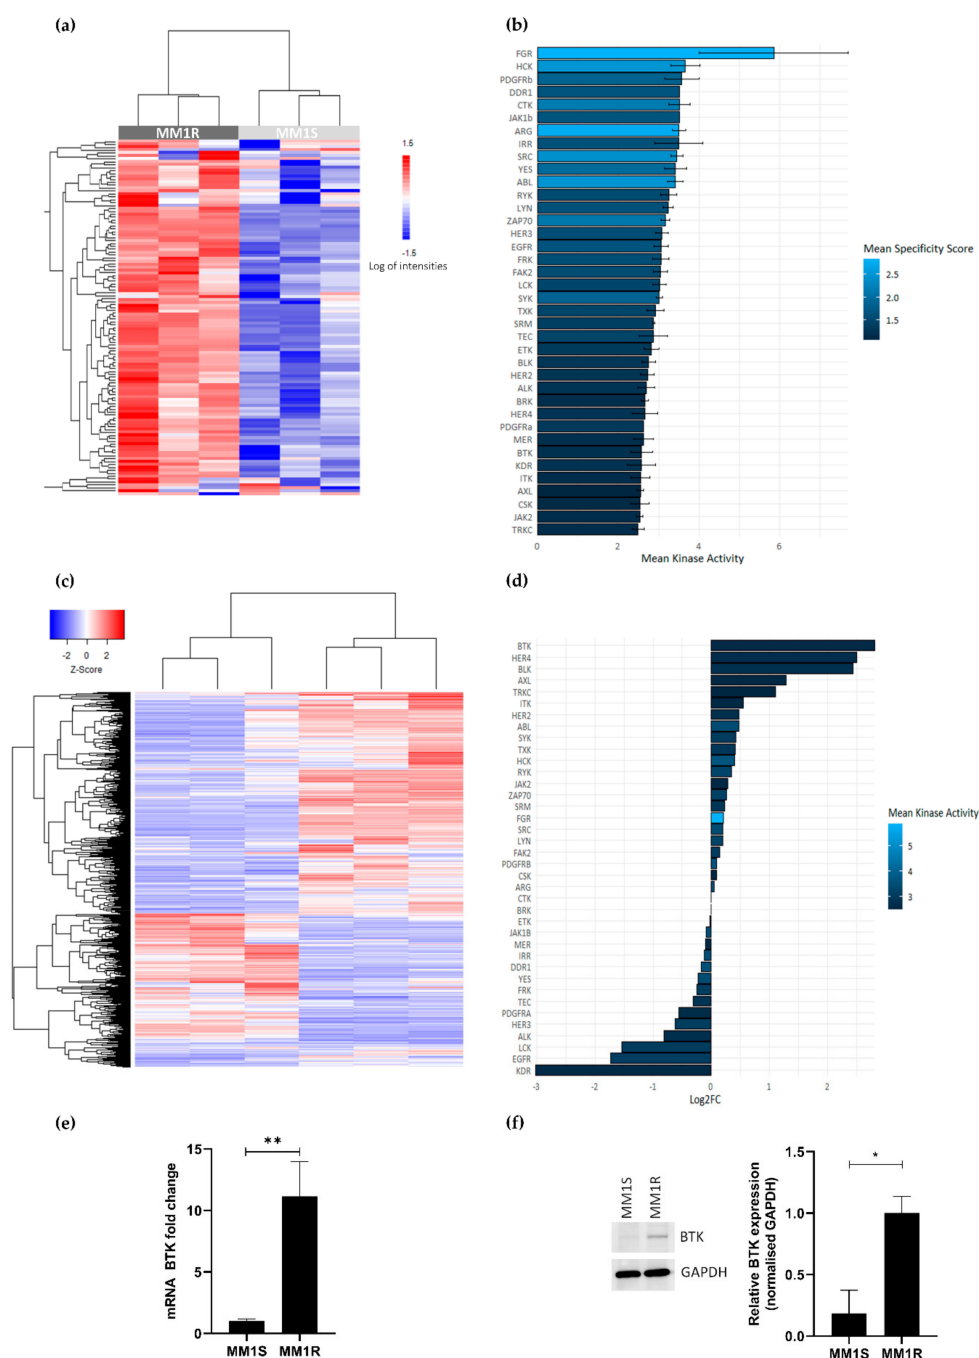 (a)
MM1R
MM1S
1.5
-1.5
Log of intensities
(b)
FGR
HCK
PDGFRb
DDR1
CTK
JAK1b
ARG
IRR
SRC
YES
ABL
RYK
LYN
ZAP70
HER3
EGFR
FRK
FAK2
LCK
SYK
TXK
SRM
TEC
ETK
BLK
HER2
ALK
BRK
HER4
PDGFRa
MER
BTK
KDR
ITK
AXL
CSK
JAK2
TRKC
0 2 4 6
Mean Kinase Activity
Mean Specificity Score
2.5
2.0
1.5
(c)
-2 0 2
Z-Score
(d)
BTK
HER4
BLK
AXL
TRKC
ITK
HER2
ABL
SYK
TXK
HCK
RYK
JAK2
ZAP70
SRM
FGR
SRC
LYN
FAK2
PDGFRB
CSK
ARG
CTK
BRK
ETK
JAK1B
MER
IRR
DDR1
YES
FRK
TEC
PDGFRA
HER3
ALK
LCK
EGFR
KDR
-3 -2 -1 0 1 2
Log2FC
Mean Kinase Activity
5
4
3
(e)
mRNA BTK fold change
15
10
5
0
**
MM1S MM1R
(f)
MM1S
MM1R
BTK
GAPDH
Relative BTK expression
(normalised GAPDH)
1.5
1.0
0.5
0.0
*
MM1S MM1R